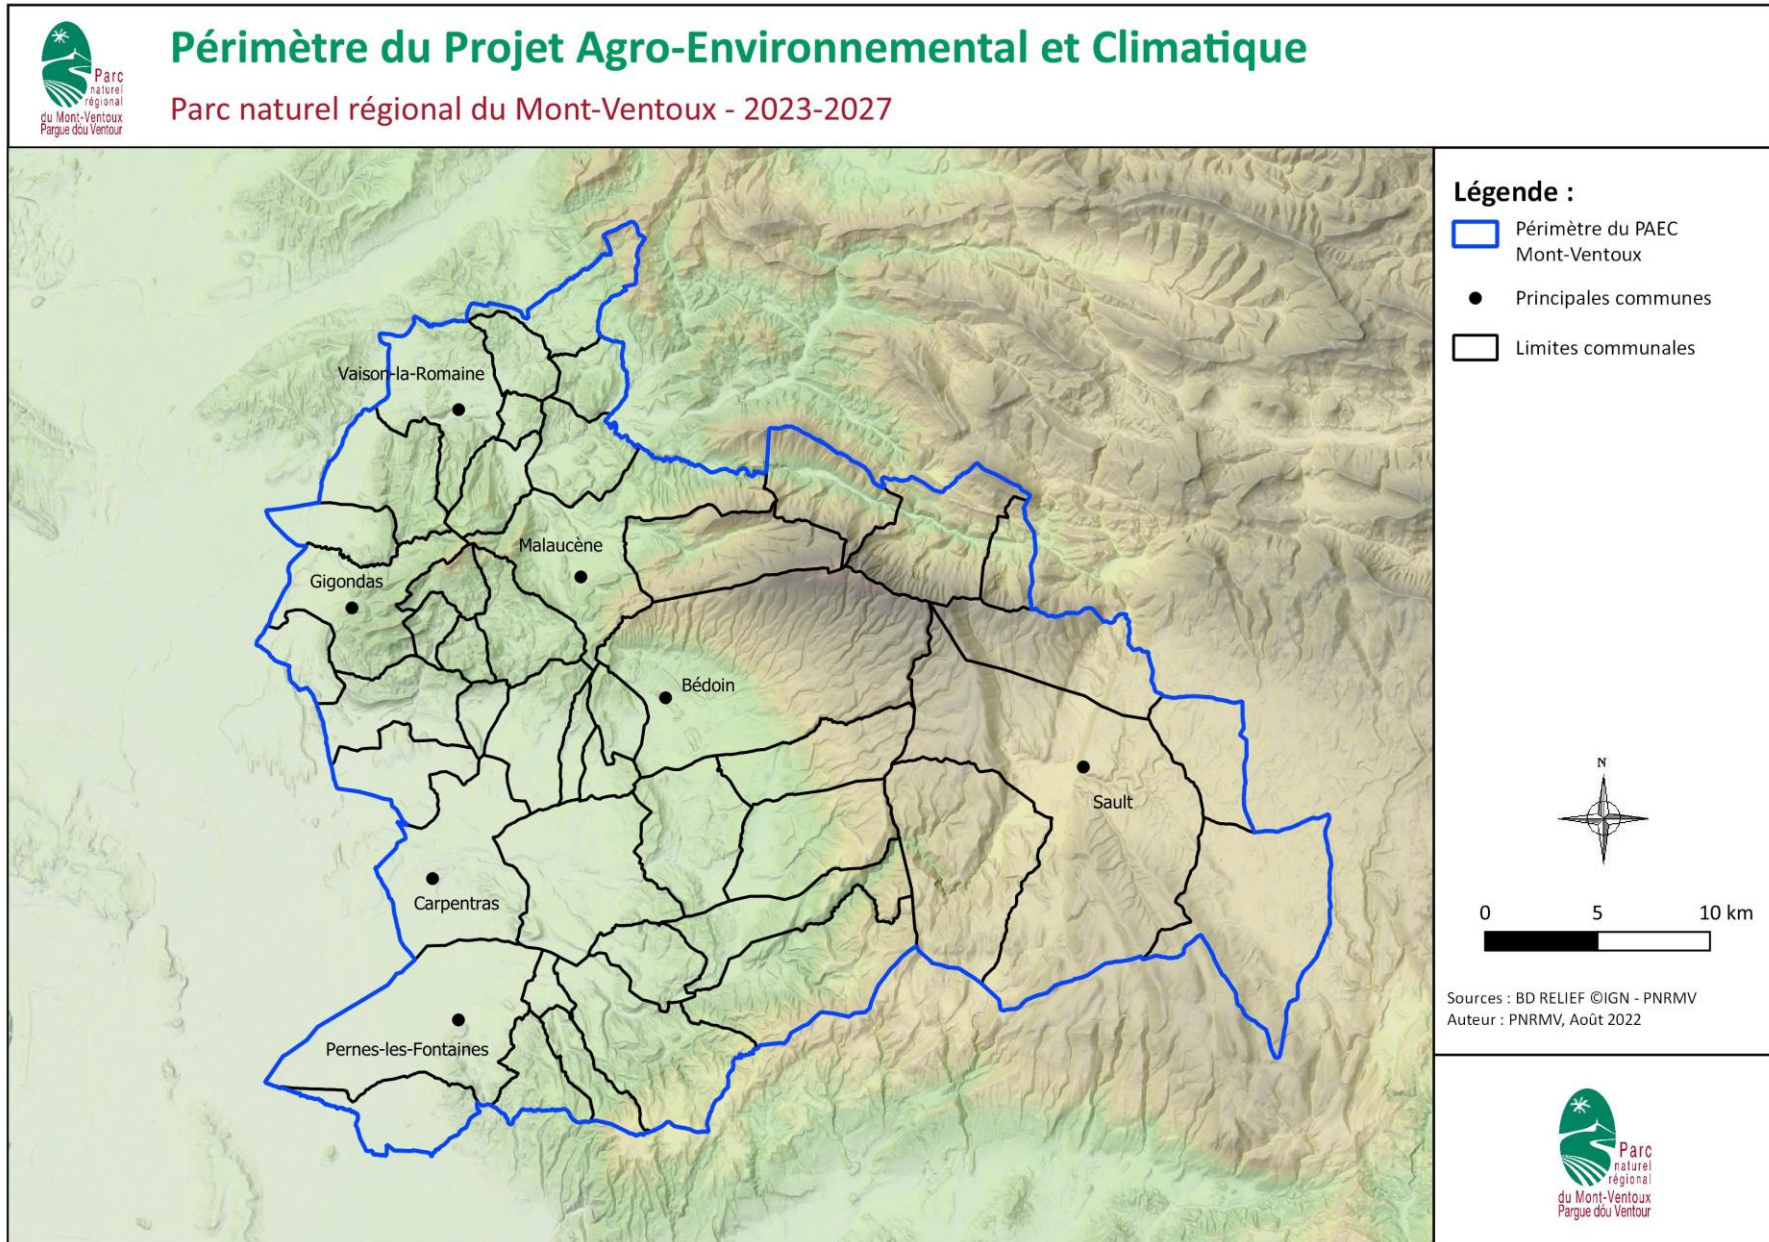 Périmètre du Projet Agro-Environnemental et Climatique
Parc naturel régional du Mont-Ventoux - 2023-2027
Parc
naturel
régional
du Mont-Ventoux
Pargue dóu Ventour
Légende :
Périmètre du PAEC
Mont-Ventoux
Principales communes
Limites communales
Vaison-la-Romaine
Malaucène
Gigondas
Bédoin
Sault
Carpentras
Pernes-les-Fontaines
N
0 5 10 km
Sources : BD RELIEF ©IGN - PNRMV
Auteur : PNRMV, Août 2022
Parc
naturel
régional
du Mont-Ventoux
Pargue dóu Ventour